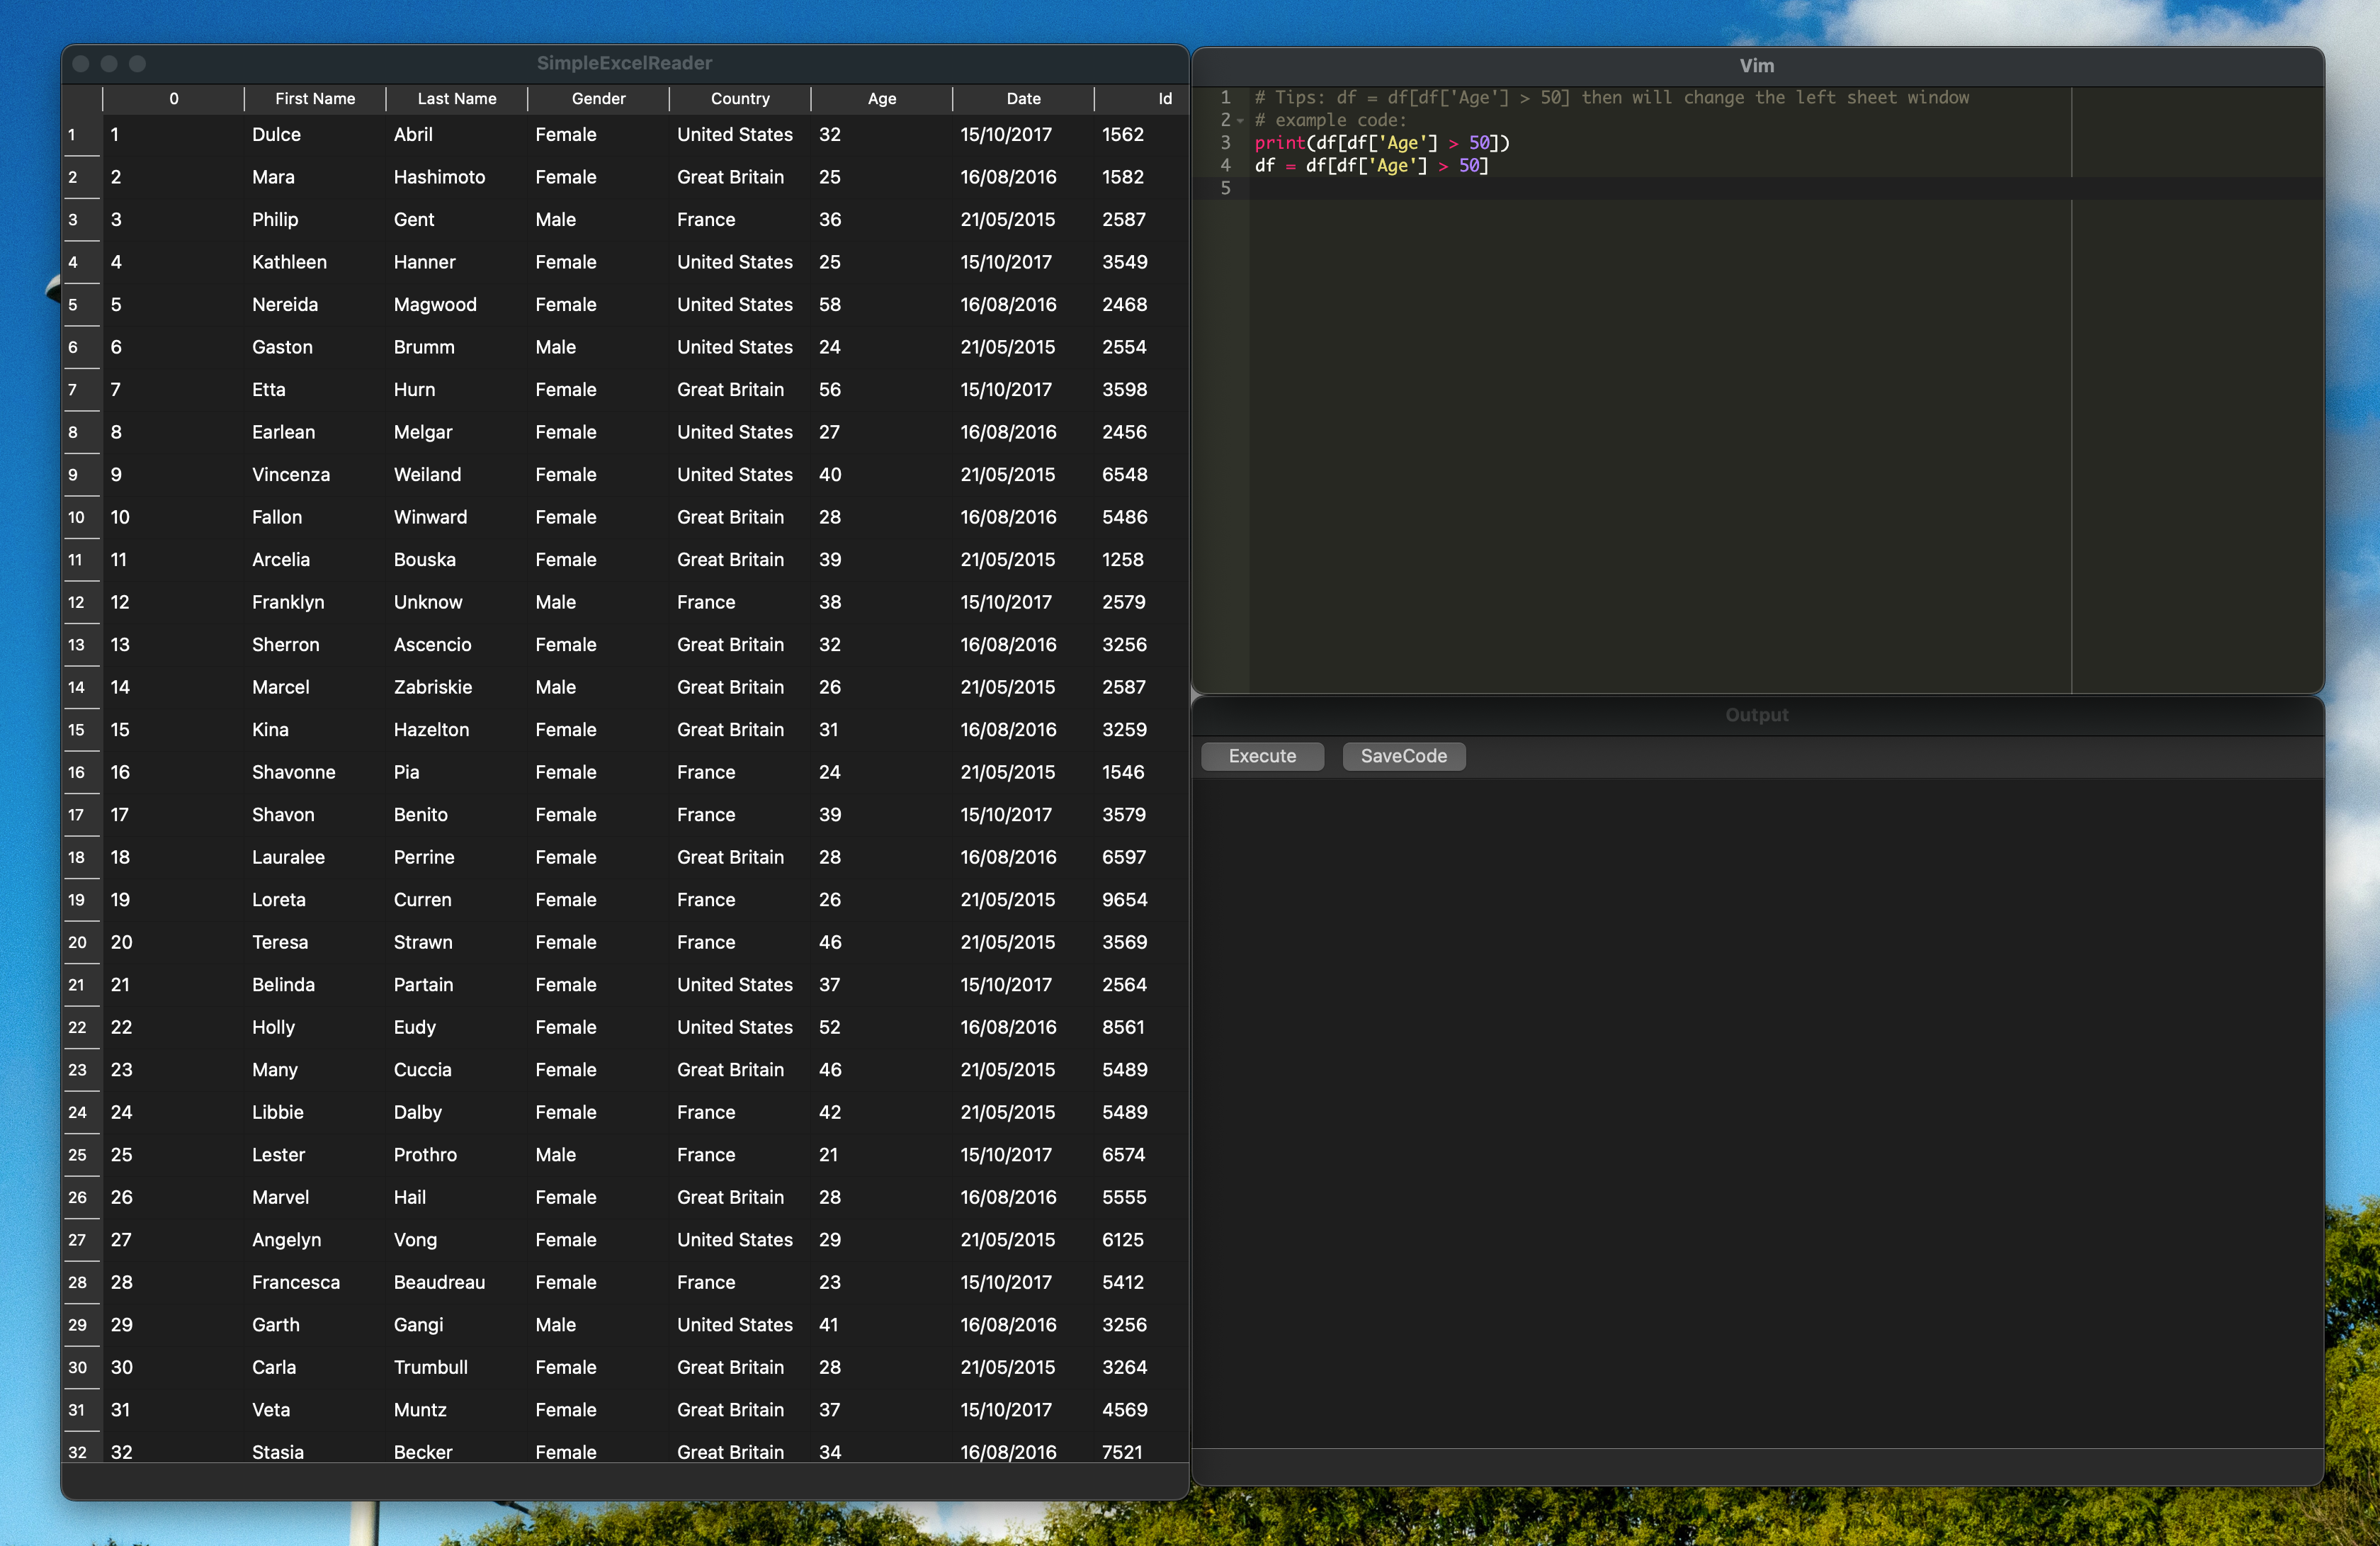 SimpleExcelReader
0 First Name Last Name Gender Country Age Date Id
1 1 Dulce Abril Female United States 32 15/10/2017 1562
2 2 Mara Hashimoto Female Great Britain 25 16/08/2016 1582
3 3 Philip Gent Male France 36 21/05/2015 2587
4 4 Kathleen Hanner Female United States 25 15/10/2017 3549
5 5 Nereida Magwood Female United States 58 16/08/2016 2468
6 6 Gaston Brumm Male United States 24 21/05/2015 2554
7 7 Etta Hurn Female Great Britain 56 15/10/2017 3598
8 8 Earlean Melgar Female United States 27 16/08/2016 2456
9 9 Vincenza Weiland Female United States 40 21/05/2015 6548
10 10 Fallon Winward Female Great Britain 28 16/08/2016 5486
11 11 Arcelia Bouska Female Great Britain 39 21/05/2015 1258
12 12 Franklyn Unknow Male France 38 15/10/2017 2579
13 13 Sherron Ascencio Female Great Britain 32 16/08/2016 3256
14 14 Marcel Zabriskie Male Great Britain 26 21/05/2015 2587
15 15 Kina Hazelton Female Great Britain 31 16/08/2016 3259
16 16 Shavonne Pia Female France 24 21/05/2015 1546
17 17 Shavon Benito Female France 39 15/10/2017 3579
18 18 Lauralee Perrine Female Great Britain 28 16/08/2016 6597
19 19 Loreta Curren Female France 26 21/05/2015 9654
20 20 Teresa Strawn Female France 46 21/05/2015 3569
21 21 Belinda Partain Female United States 37 15/10/2017 2564
22 22 Holly Eudy Female United States 52 16/08/2016 8561
23 23 Many Cuccia Female Great Britain 46 21/05/2015 5489
24 24 Libbie Dalby Female France 42 21/05/2015 5489
25 25 Lester Prothro Male France 21 15/10/2017 6574
26 26 Marvel Hail Female Great Britain 28 16/08/2016 5555
27 27 Angelyn Vong Female United States 29 21/05/2015 6125
28 28 Francesca Beaudreau Female France 23 15/10/2017 5412
29 29 Garth Gangi Male United States 41 16/08/2016 3256
30 30 Carla Trumbull Female Great Britain 28 21/05/2015 3264
31 31 Veta Muntz Female Great Britain 37 15/10/2017 4569
32 32 Stasia Becker Female Great Britain 34 16/08/2016 7521
Vim
1 # Tips: df = df[df['Age'] > 50] then will change the left sheet window
2 # example code:
3 print(df[df['Age'] > 50])
4 df = df[df['Age'] > 50]
5
Output
Execute SaveCode